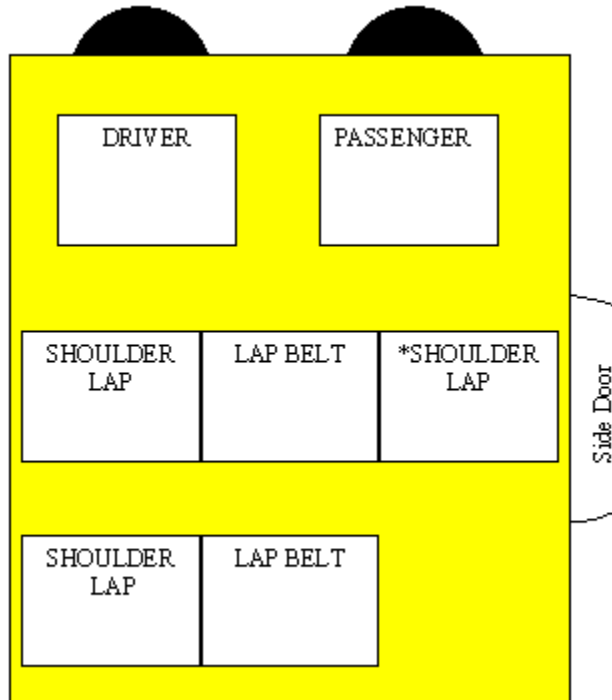 DRIVER
PASSENGER
SHOULDER
LAP
LAP BELT
*SHOULDER
LAP
Side Door
SHOULDER
LAP
LAP BELT